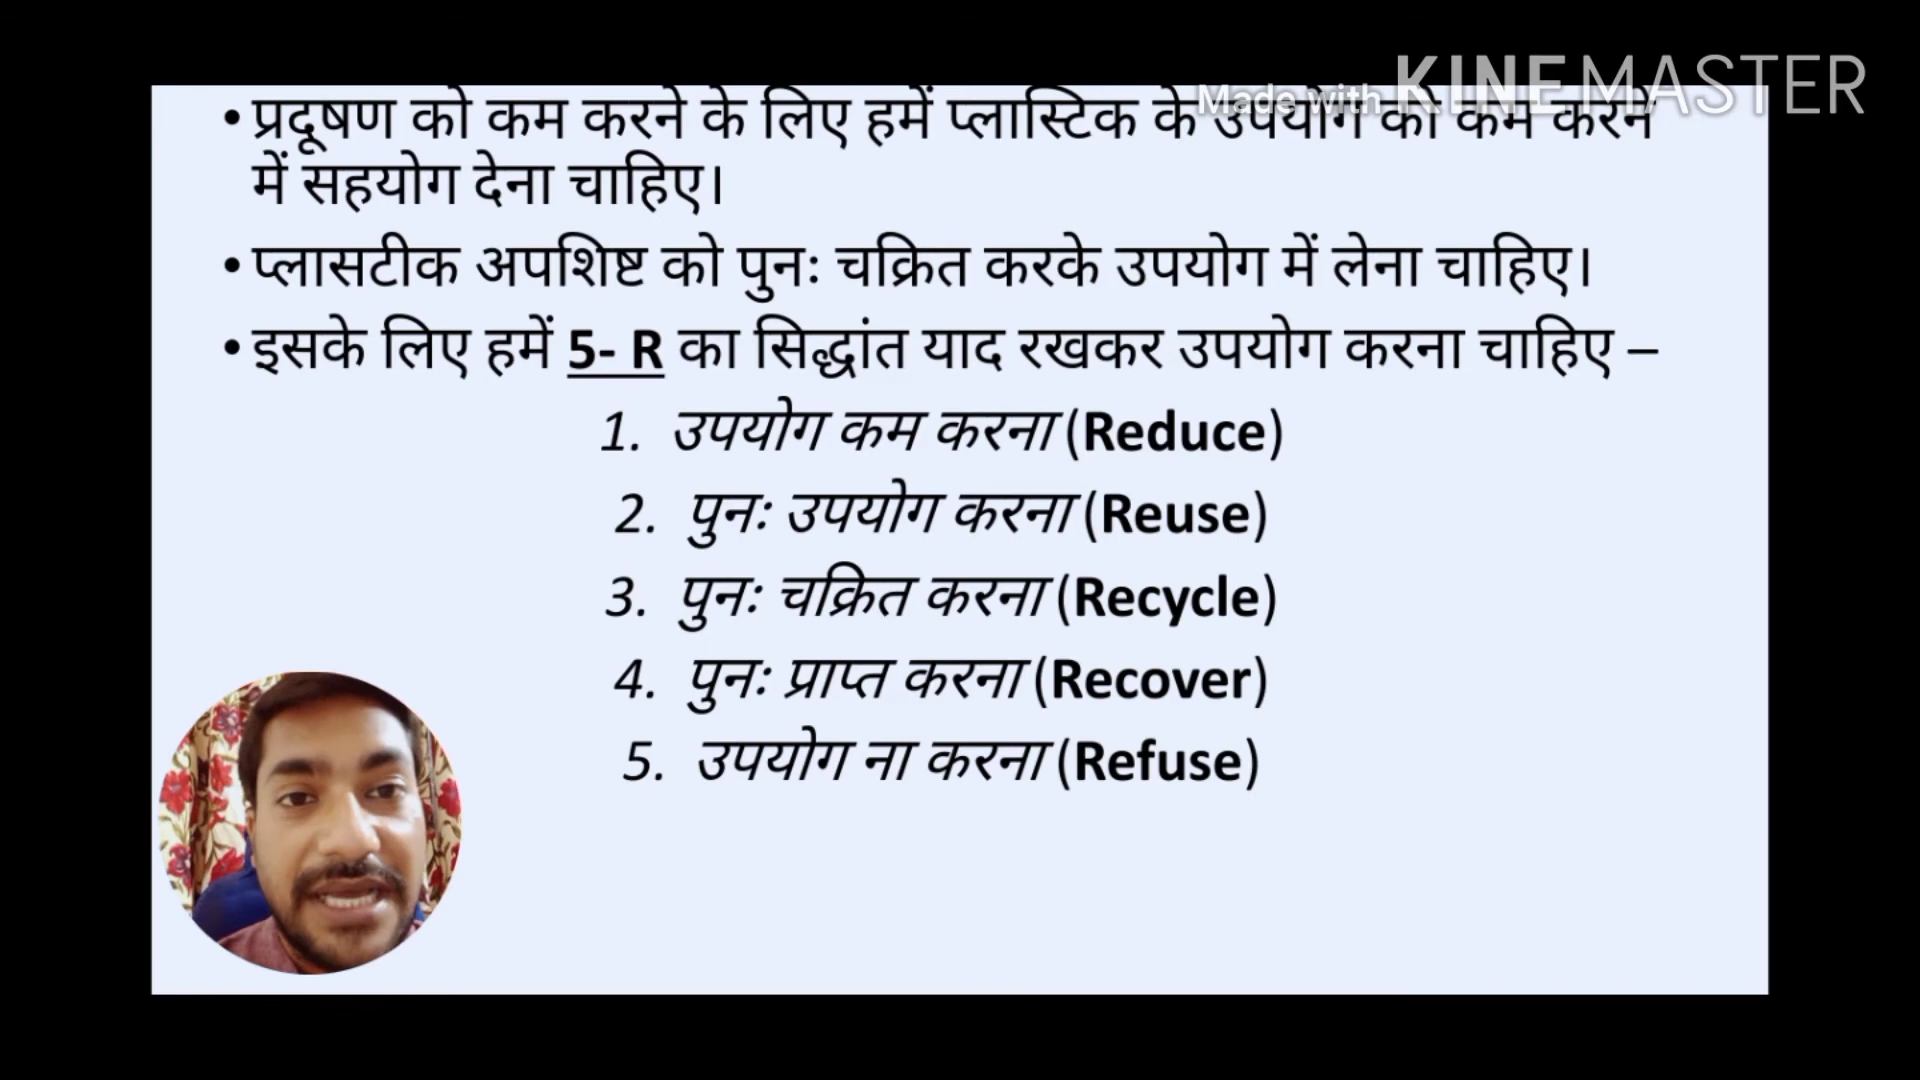 Made with KINEMASTER
• प्रदूषण को कम करने के लिए हमें प्लास्टिक के उपयोग को कम करने
में सहयोग देना चाहिए।
• प्लासटीक अपशिष्ट को पुनः चक्रित करके उपयोग में लेना चाहिए।
• इसके लिए हमें 5- R का सिद्धांत याद रखकर उपयोग करना चाहिए –
1. उपयोग कम करना (Reduce)
2. पुनः उपयोग करना (Reuse)
3. पुनः चक्रित करना (Recycle)
4. पुनः प्राप्त करना (Recover)
5. उपयोग ना करना (Refuse)